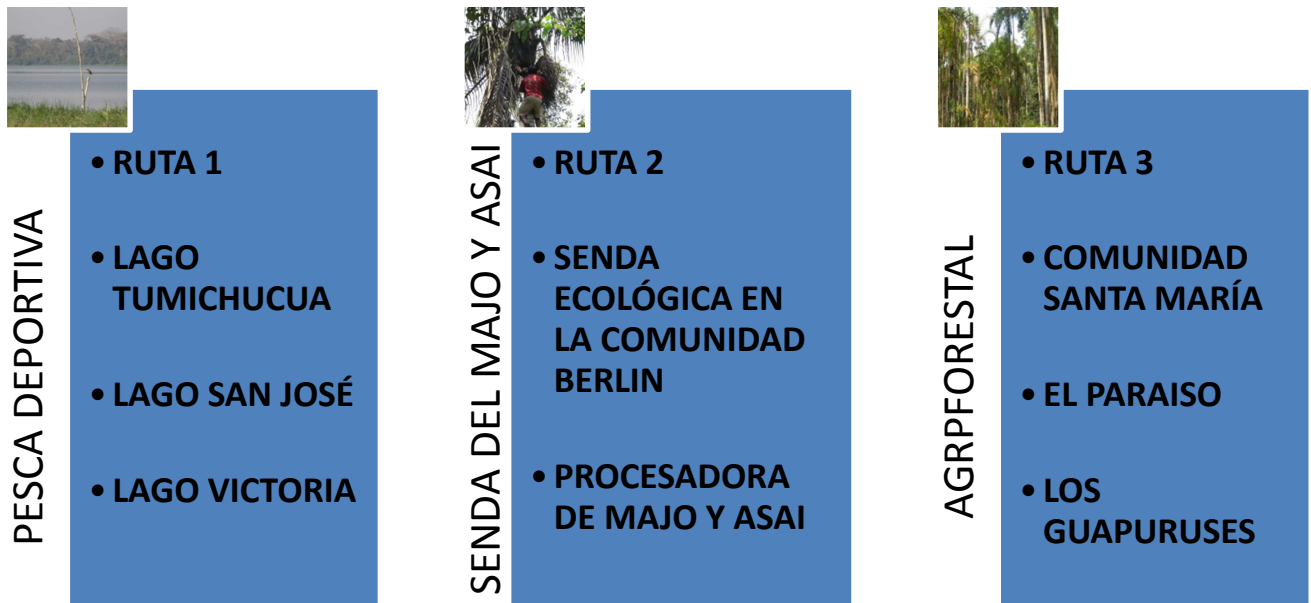 PESCA DEPORTIVA
• RUTA 1
• LAGO
TUMICHUCUA
• LAGO SAN JOSÉ
• LAGO VICTORIA
SENDA DEL MAJO Y ASAI
• RUTA 2
• SENDA
ECOLÓGICA EN
LA COMUNIDAD
BERLIN
• PROCESADORA
DE MAJO Y ASAI
AGRPFORESTAL
• RUTA 3
• COMUNIDAD
SANTA MARÍA
• EL PARAISO
• LOS
GUAPURUSES